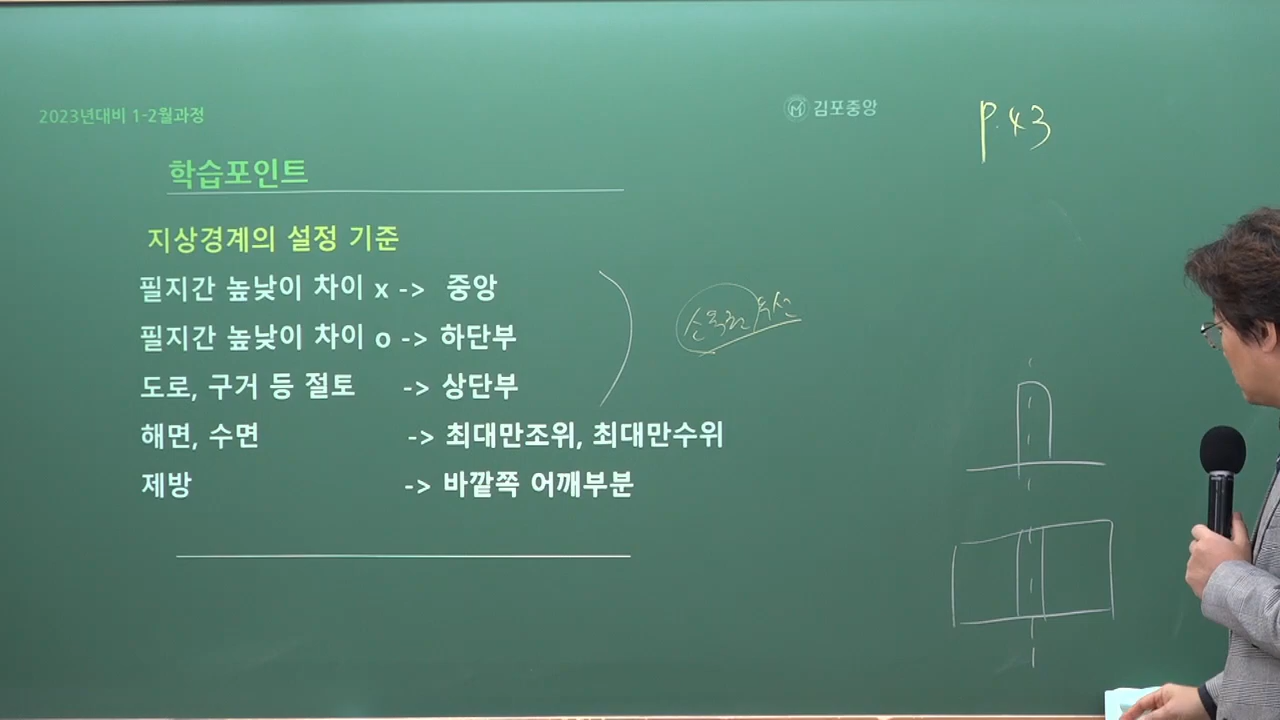 2023년대비 1-2월과정
김포중앙
p.43
학습포인트
지상경계의 설정 기준
필지간 높낮이 차이 x -> 중앙
필지간 높낮이 차이 o -> 하단부
도로, 구거 등 절토 -> 상단부
해면, 수면 -> 최대만조위, 최대만수위
제방 -> 바깥쪽 어깨부분